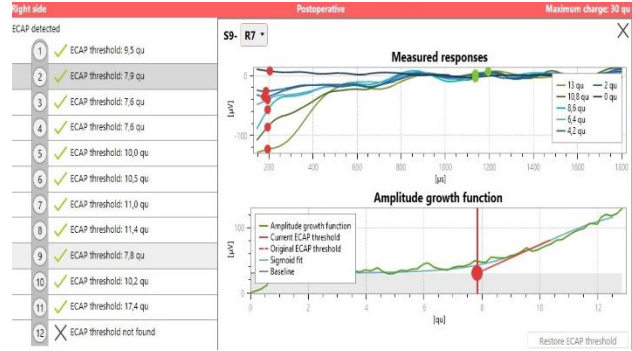 Right side Postoperative Maximum charge: 30 qu
ECAP detected
1 ECAP threshold: 9,5 qu
2 ECAP threshold: 7,9 qu
3 ECAP threshold: 7,6 qu
4 ECAP threshold: 7,6 qu
5 ECAP threshold: 10,0 qu
6 ECAP threshold: 10,5 qu
7 ECAP threshold: 11,0 qu
8 ECAP threshold: 11,4 qu
9 ECAP threshold: 7,8 qu
10 ECAP threshold: 10,2 qu
11 ECAP threshold: 17,4 qu
12 ECAP threshold not found
S9- R7
Measured responses
[µV]
0
-100
13 qu 2 qu
10,8 qu 0 qu
8,6 qu
6,4 qu
4,2 qu
200 400 600 800 1000 1200 1400 1600 1800
[µs]
Amplitude growth function
[µV]
100
0
Amplitude growth function
Current ECAP threshold
Original ECAP threshold
Sigmoid fit
Baseline
0 2 4 6 8 10 12
[qu]
Restore ECAP threshold